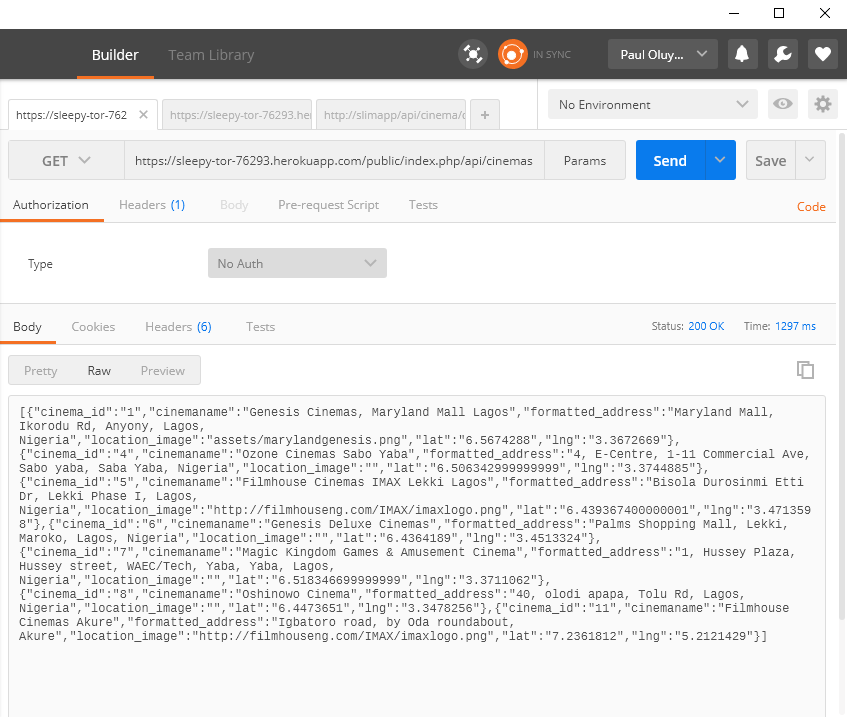 Builder
Team Library
IN SYNC
Paul Oluy...
https://sleepy-tor-762
https://sleepy-tor-76293.he
http://slimapp/api/cinema/
+
No Environment
GET
https://sleepy-tor-76293.herokuapp.com/public/index.php/api/cinemas
Params
Send
Save
Authorization
Headers (1)
Body
Pre-request Script
Tests
Code
Type
No Auth
Body
Cookies
Headers (6)
Tests
Status: 200 OK
Time: 1297 ms
Pretty
Raw
Preview
[{"cinema_id":"1","cinemaname":"Genesis Cinemas, Maryland Mall Lagos","formatted_address":"Maryland Mall,
Ikorodu Rd, Anyony, Lagos,
Nigeria","location_image":"assets/marylandgenesis.png","lat":"6.5674288","lng":"3.3672669"},
{"cinema_id":"4","cinemaname":"Ozone Cinemas Sabo Yaba","formatted_address":"4, E-Centre, 1-11 Commercial Ave,
Sabo yaba, Saba Yaba, Nigeria","location_image":"","lat":"6.506342999999999","lng":"3.3744885"},
{"cinema_id":"5","cinemaname":"Filmhouse Cinemas IMAX Lekki Lagos","formatted_address":"Bisola Durosinmi Etti
Dr, Lekki Phase I, Lagos,
Nigeria","location_image":"http://filmhouseng.com/IMAX/imaxlogo.png","lat":"6.439367400000001","lng":"3.471359
8"},{"cinema_id":"6","cinemaname":"Genesis Deluxe Cinemas","formatted_address":"Palms Shopping Mall, Lekki,
Maroko, Lagos, Nigeria","location_image":"","lat":"6.4364189","lng":"3.4513324"},
{"cinema_id":"7","cinemaname":"Magic Kingdom Games & Amusement Cinema","formatted_address":"1, Hussey Plaza,
Hussey street, WAEC/Tech, Yaba, Yaba, Lagos,
Nigeria","location_image":"","lat":"6.518346699999999","lng":"3.3711062"},
{"cinema_id":"8","cinemaname":"Oshinowo Cinema","formatted_address":"40, olodi apapa, Tolu Rd, Lagos,
Nigeria","location_image":"","lat":"6.4473651","lng":"3.3478256"},{"cinema_id":"11","cinemaname":"Filmhouse
Cinemas Akure","formatted_address":"Igbatoro road, by Oda roundabout,
Akure","location_image":"http://filmhouseng.com/IMAX/imaxlogo.png","lat":"7.2361812","lng":"5.2121429"}]